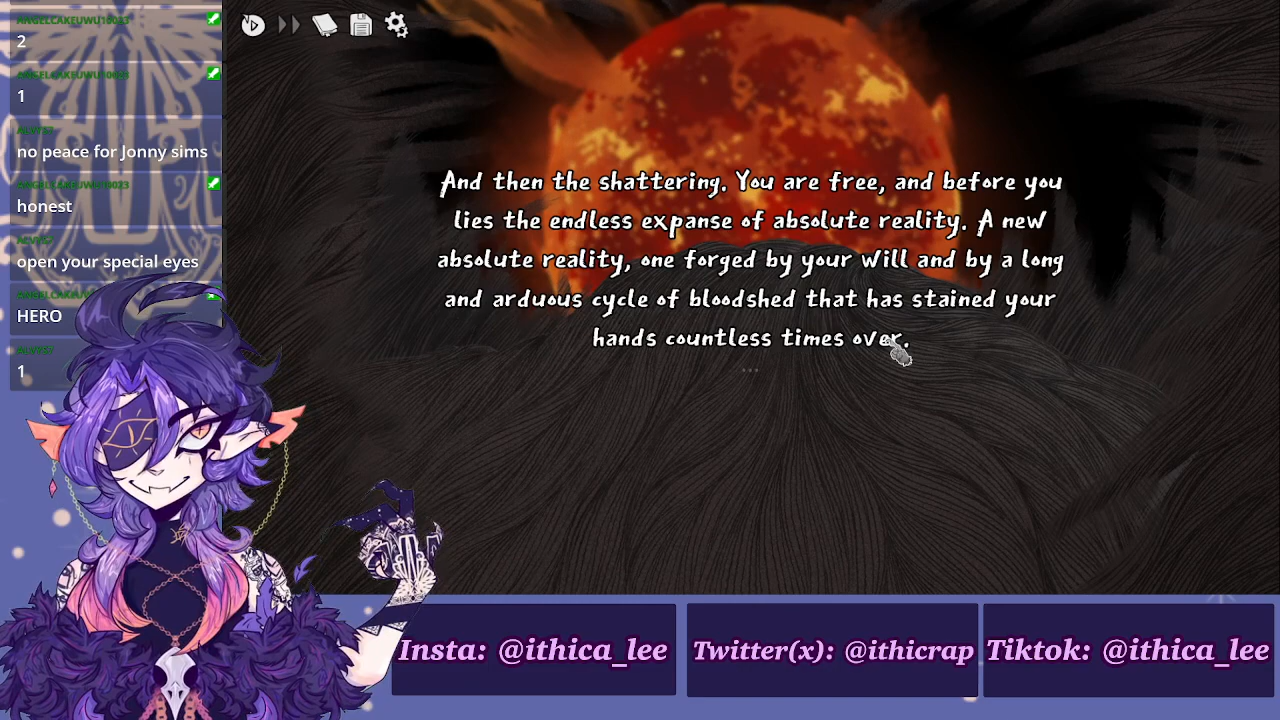 ANGELCAKEUWU16033
2
1
no peace for Jonny sims
honest
open your special eyes
HERO
1
And then the shattering. You are free, and before you
lies the endless expanse of absolute reality. A new
absolute reality, one forged by your will and by a long
and arduous cycle of bloodshed that has stained your
hands countless times over.
...
Insta: @ithica_lee
Twitter(x): @ithicrap
Tiktok: @ithica_lee